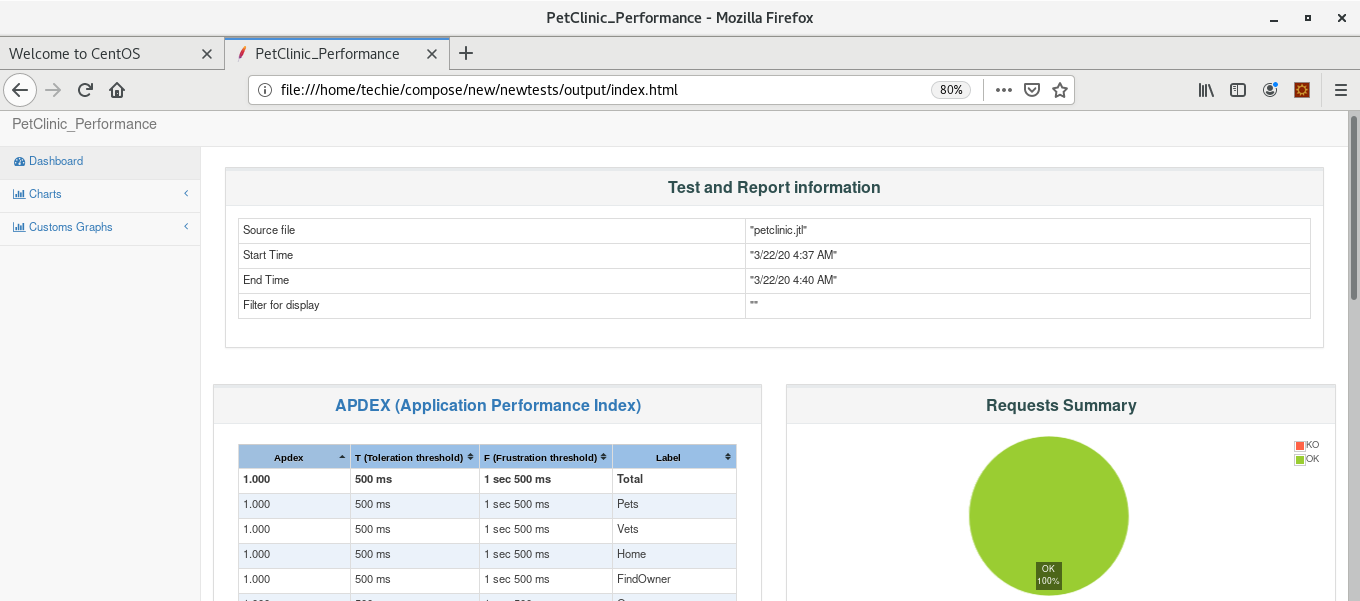 PetClinic_Performance - Mozilla Firefox
Welcome to CentOS
PetClinic_Performance
file:///home/techie/compose/new/newtests/output/index.html
80%
PetClinic_Performance
Dashboard
Charts
Customs Graphs
Test and Report information
Source file "petclinic.jtl"
Start Time "3/22/20 4:37 AM"
End Time "3/22/20 4:40 AM"
Filter for display ""
APDEX (Application Performance Index)
Apdex T (Toleration threshold) F (Frustration threshold) Label
1.000 500 ms 1 sec 500 ms Total
1.000 500 ms 1 sec 500 ms Pets
1.000 500 ms 1 sec 500 ms Vets
1.000 500 ms 1 sec 500 ms Home
1.000 500 ms 1 sec 500 ms FindOwner
Requests Summary
KO
OK
OK
100%